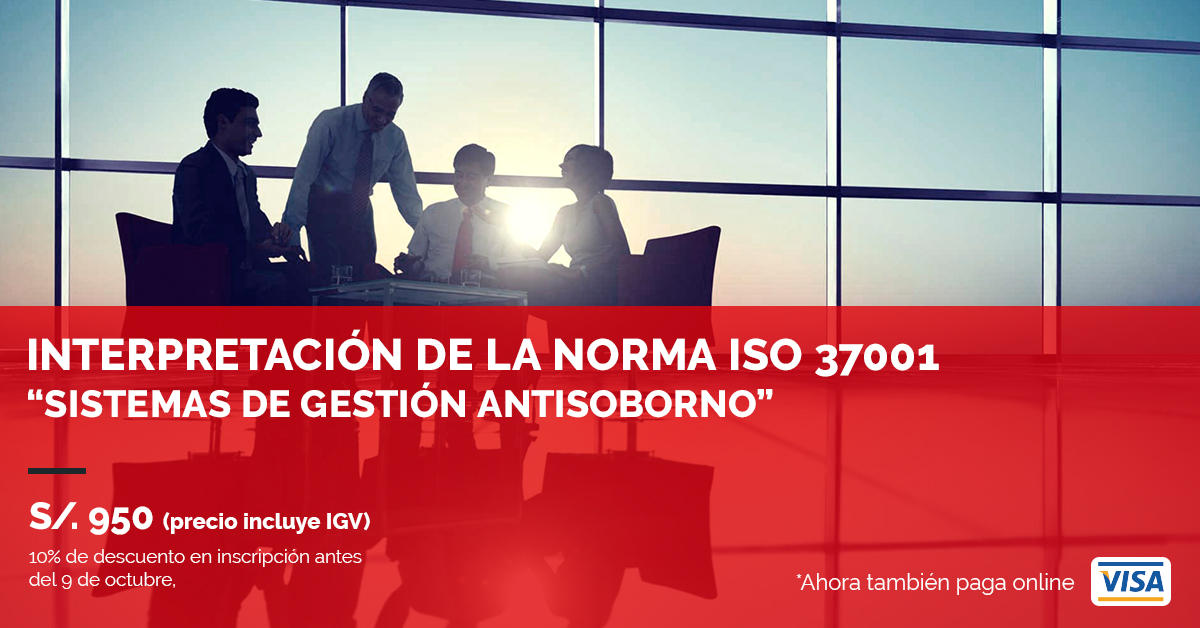 INTERPRETACIÓN DE LA NORMA ISO 37001
“SISTEMAS DE GESTIÓN ANTISOBORNO”
S/. 950 (precio incluye IGV)
10% de descuento en inscripción antes
del 9 de octubre,
*Ahora también paga online
VISA